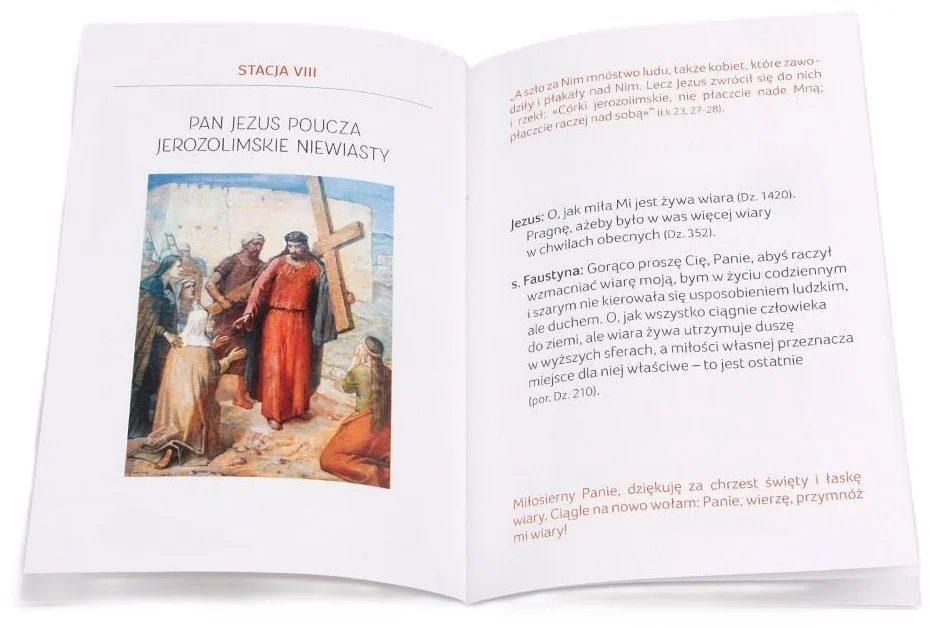 STACJA VIII
PAN JEZUS POUCZA
JEROZOLIMSKIE NIEWIASTY
„A szło za Nim mnóstwo ludu, także kobiet, które zawo-
dziły i płakały nad Nim. Lecz Jezus zwrócił się do nich
i rzekł: «Córki jerozolimskie, nie płaczcie nade Mną;
płaczcie raczej nad sobą»” (Łk 23, 27-28).
Jezus: O, jak miła Mi jest żywa wiara (Dz. 1420).
Pragnę, ażeby było w was więcej wiary
w chwilach obecnych (Dz. 352).
s. Faustyna: Gorąco proszę Cię, Panie, abyś raczył
wzmacniać wiarę moją, bym w życiu codziennym
i szarym nie kierowała się usposobieniem ludzkim,
ale duchem. O, jak wszystko ciągnie człowieka
do ziemi, ale wiara żywa utrzymuje duszę
w wyższych sferach, a miłości własnej przeznacza
miejsce dla niej właściwe – to jest ostatnie
(por. Dz. 210).
Miłosierny Panie, dziękuję za chrzest święty i łaskę
wiary. Ciągle na nowo wołam: Panie, wierzę, przymnóż
mi wiary!